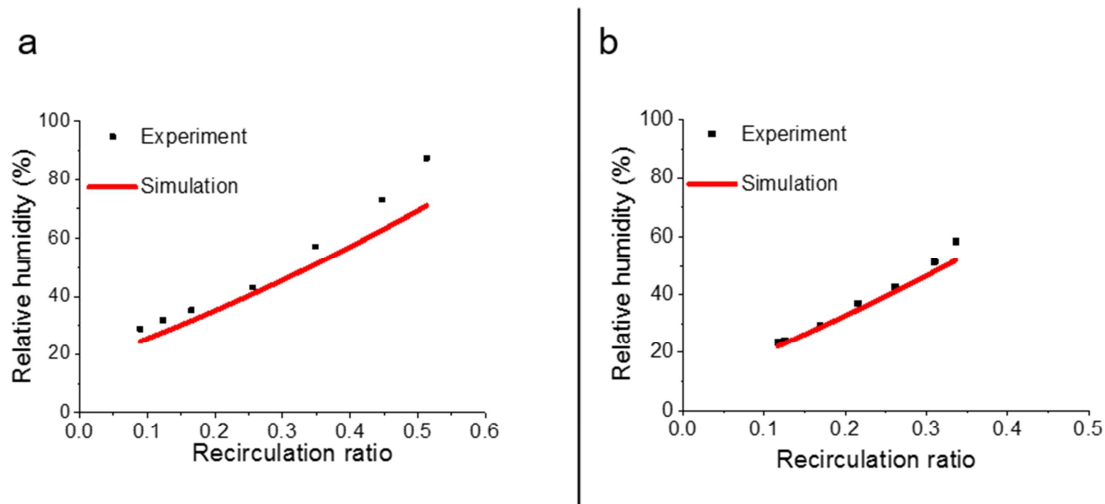 a
100
80
60
40
20
0
Relative humidity (%)
Experiment
Simulation
0.0 0.1 0.2 0.3 0.4 0.5 0.6
Recirculation ratio
b
100
80
60
40
20
0
Relative humidity (%)
Experiment
Simulation
0.0 0.1 0.2 0.3 0.4 0.5
Recirculation ratio